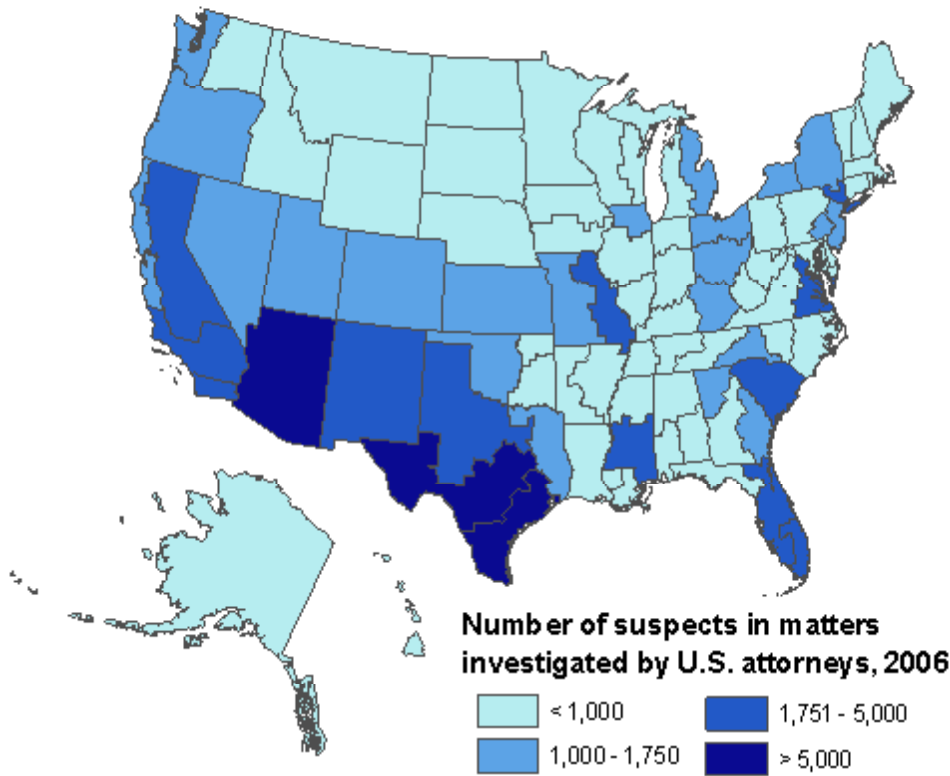 Number of suspects in matters
investigated by U.S. attorneys, 2006
< 1,000
1,751 - 5,000
1,000 - 1,750
> 5,000